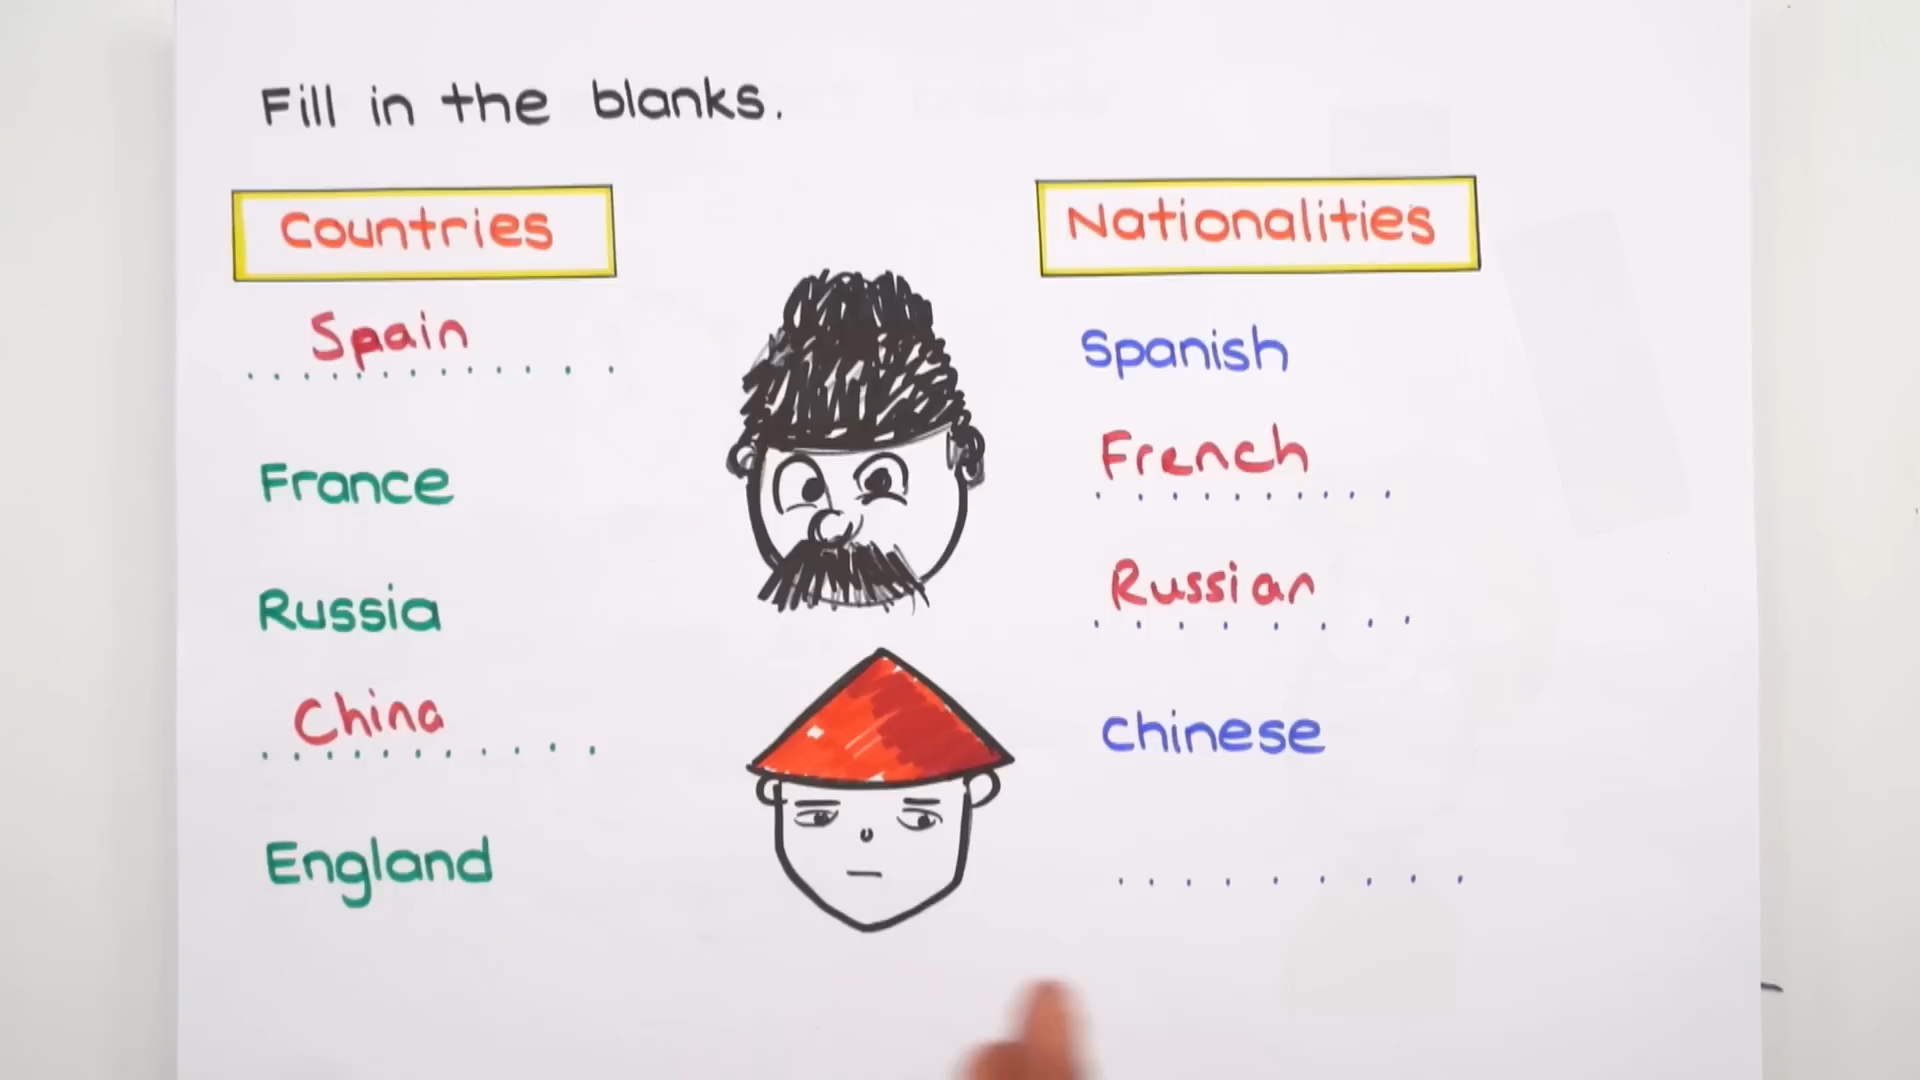 Fill in the blanks.
Countries
Nationalities
Spain
Spanish
France
French
Russia
Russian
China
Chinese
England